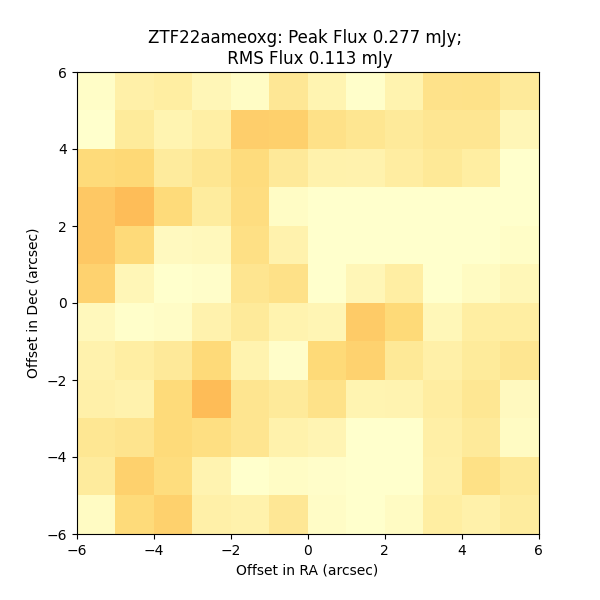 ZTF22aameoxg: Peak Flux 0.277 mJy;
RMS Flux 0.113 mJy
6
4
2
0
−2
−4
−6
Offset in Dec (arcsec)
−6 −4 −2 0 2 4 6
Offset in RA (arcsec)